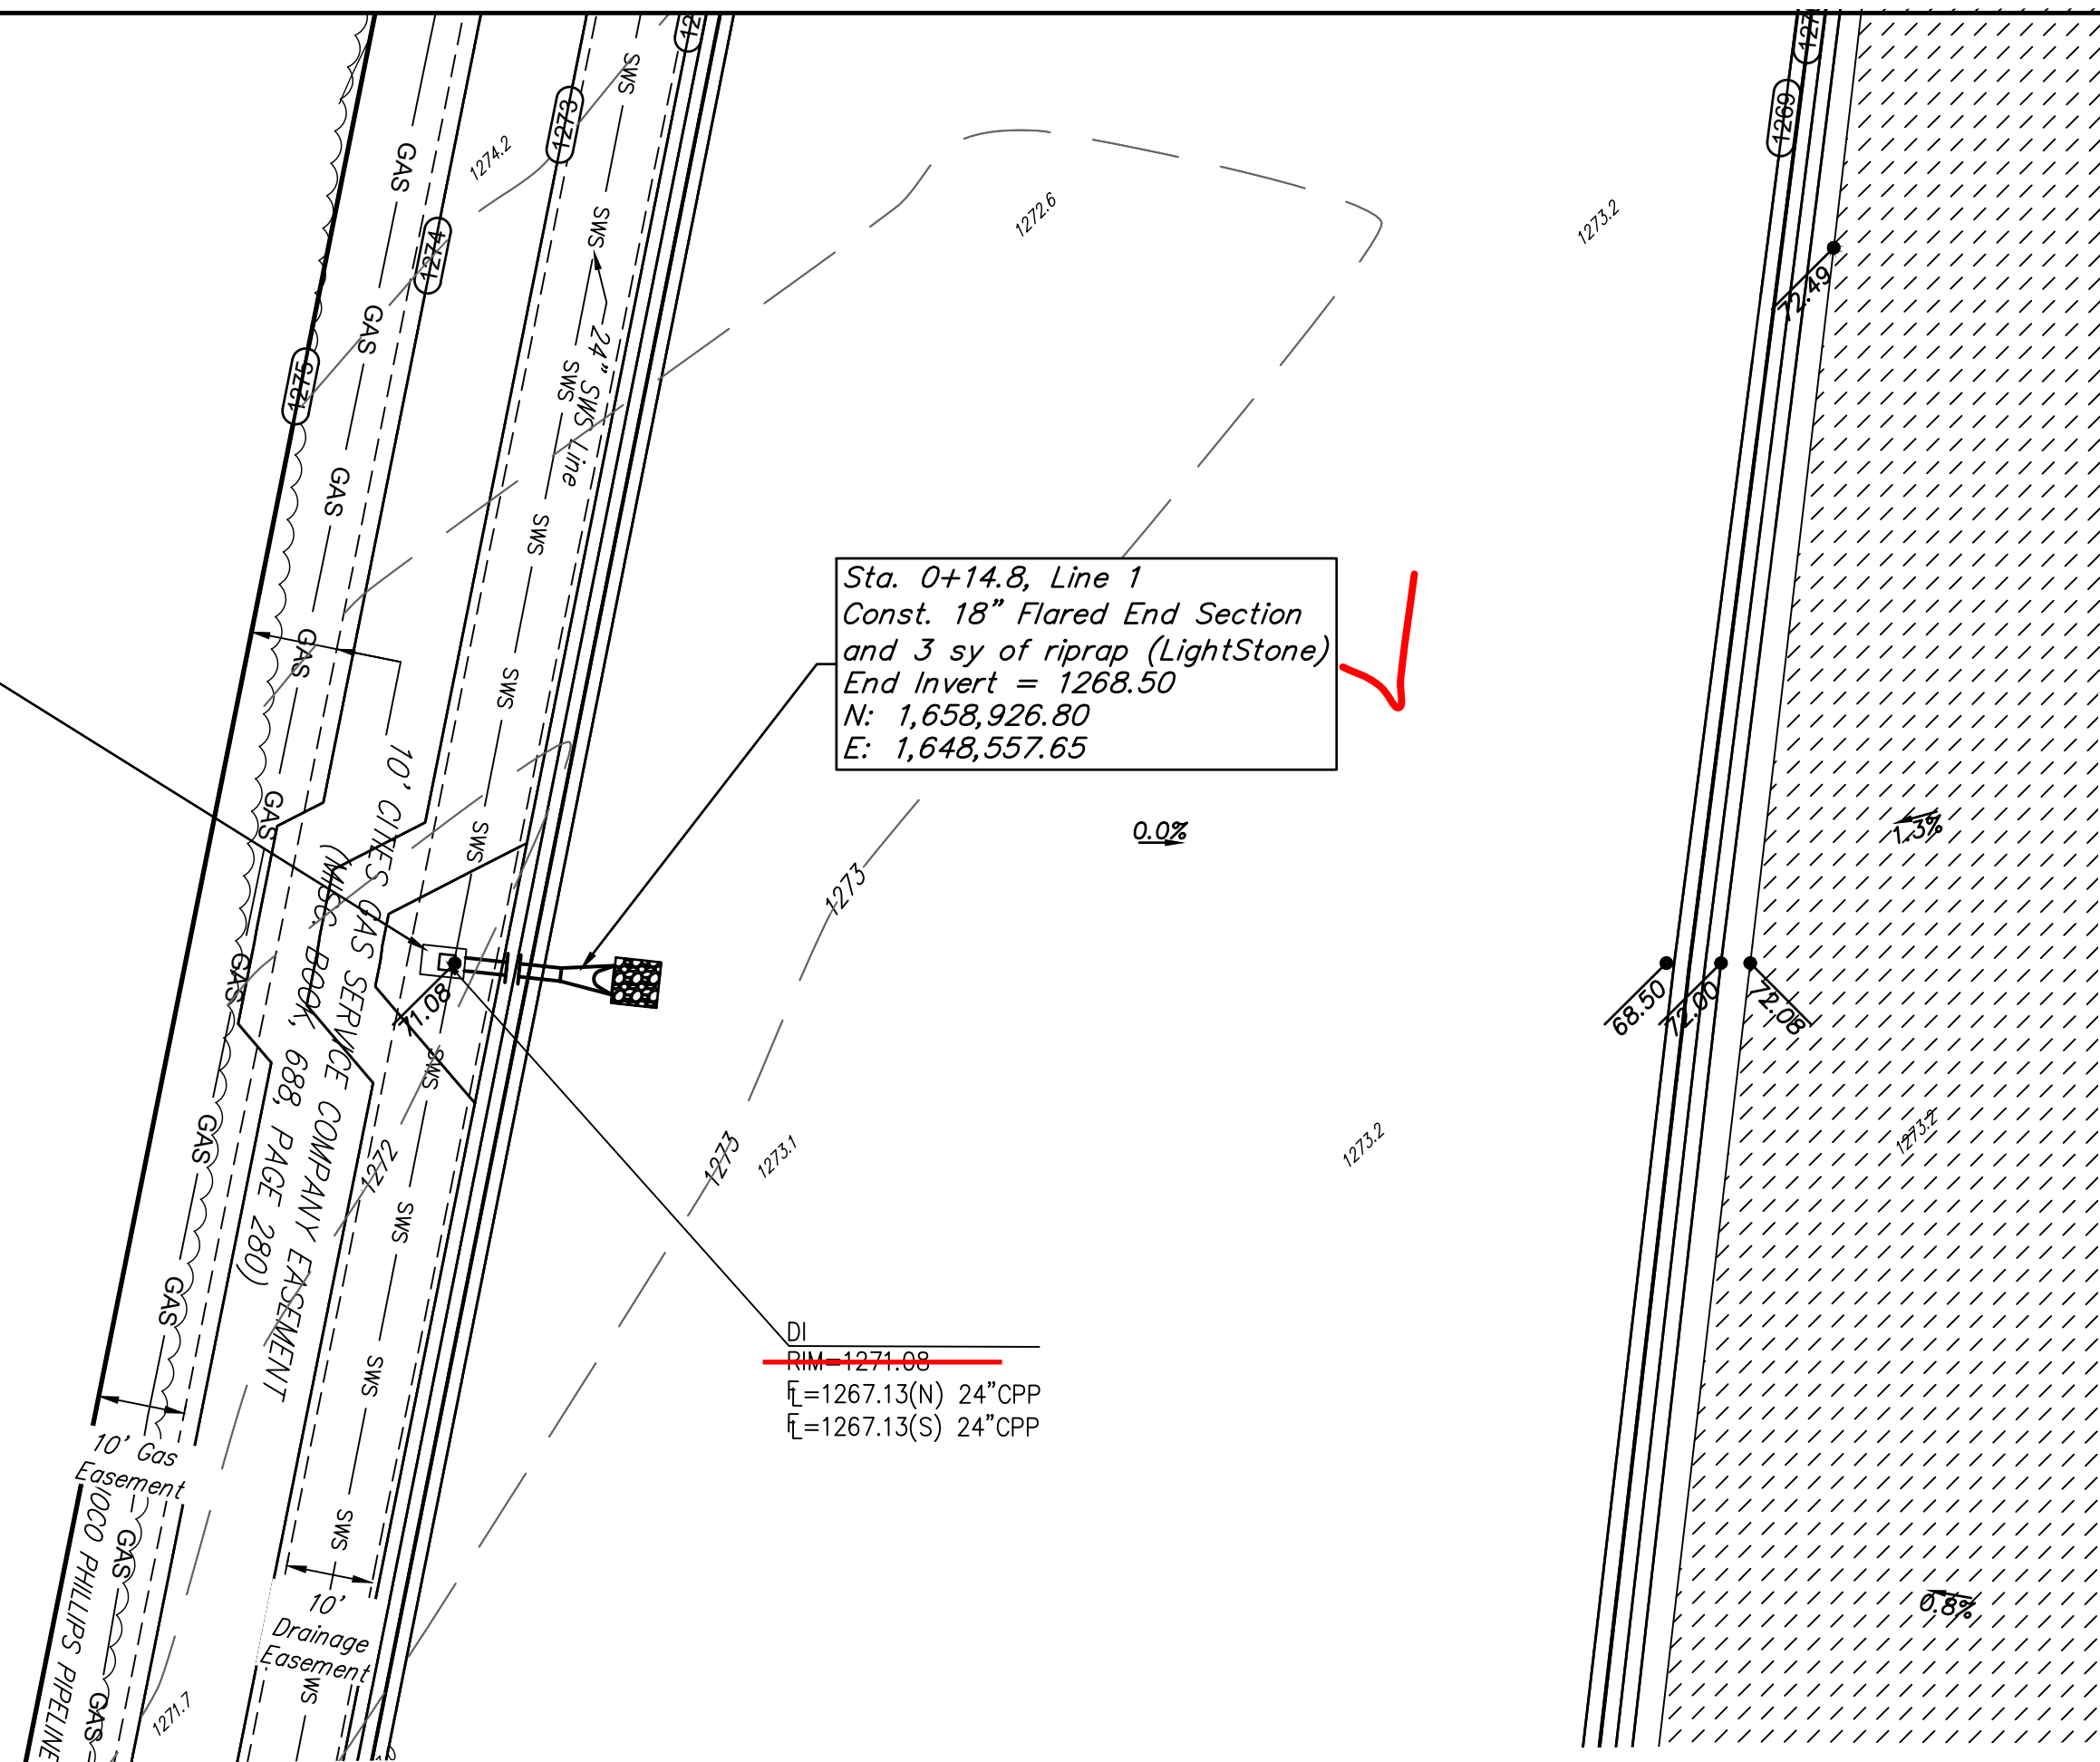 1273
1274.2
1274
1275
1272.6
1273.2
1269
72.49
GAS
GAS
GAS
GAS
GAS
GAS
GAS
GAS
GAS
GAS
SWS
SWS
SWS
SWS
SWS
SWS
SWS
SWS
SWS
SWS
SWS
24" SWS Line
Sta. 0+14.8, Line 1
Const. 18" Flared End Section
and 3 sy of riprap (LightStone)
End Invert = 1268.50
N: 1,658,926.80
E: 1,648,557.65
0.0%
1.3%
1273
10' CITIES GAS SERVICE COMPANY EASEMENT
(MISC. BOOK, 688, PAGE 280)
71.08
68.50
72.00
72.08
1272
1273
1273.1
1273.2
1273.2
DI
RIM=1271.08
FL=1267.13(N) 24"CPP
FL=1267.13(S) 24"CPP
10' Gas
Easement
10'
Drainage
Easement
PHILLIPS PIPELINE
1271.7
0.8%